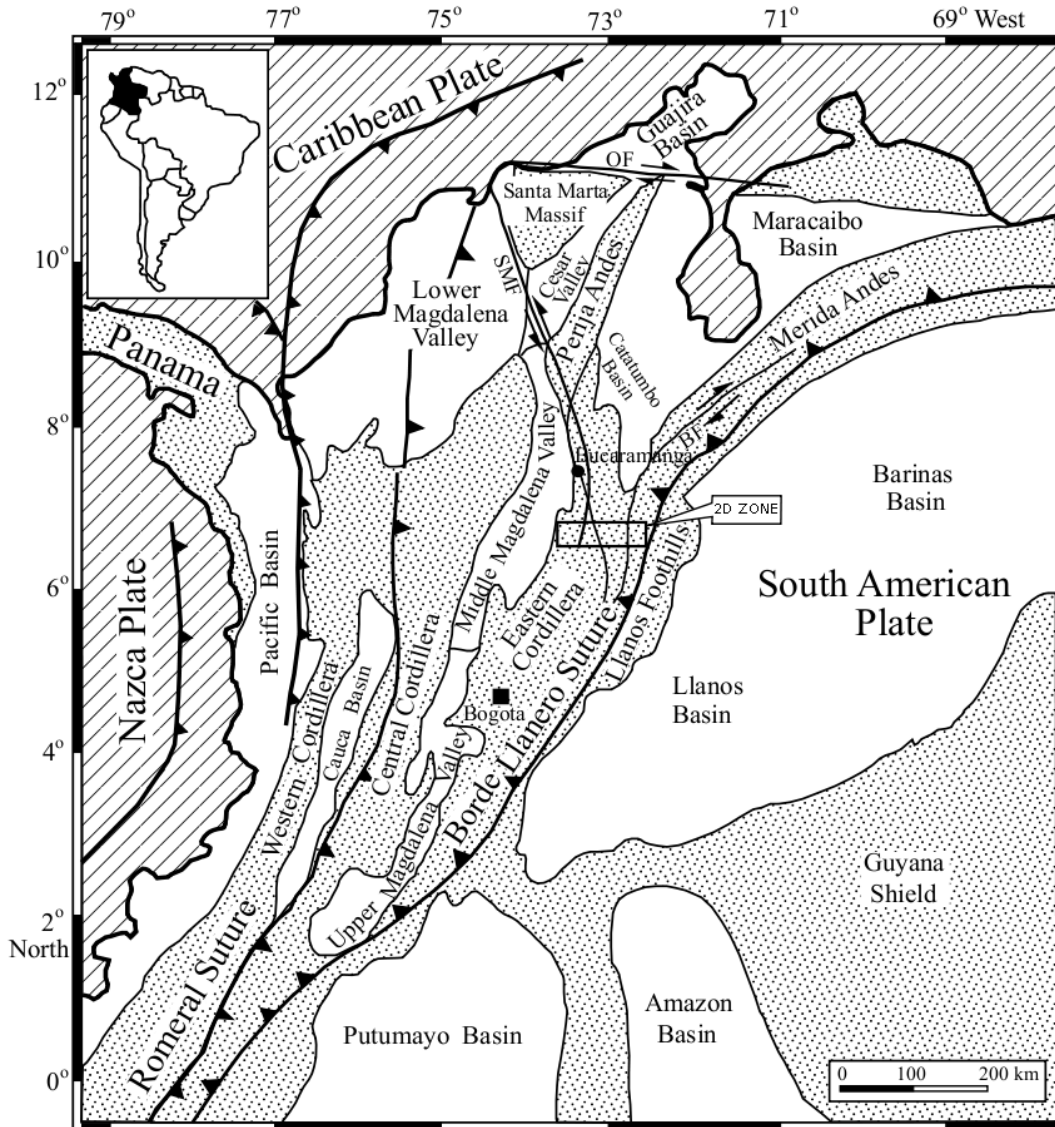 79° 77° 75° 73° 71° 69° West
12°
10°
8°
6°
4°
2°
North
0°
Caribbean Plate
Guajira
Basin
OF
Santa Marta
Massif
Maracaibo
Basin
SMF
Cesar
Valley
Perija Andes
Lower
Magdalena
Valley
Merida Andes
Catatumbo
Basin
Panama
BF
Bucaramanga
Barinas
Basin
2D ZONE
Middle Magdalena Valley
Pacific Basin
Nazca Plate
South American
Plate
Eastern
Cordillera
Llanos Foothills
Borde Llanero Suture
Llanos
Basin
Bogota
Central Cordillera
Cauca Basin
Western Cordillera
Upper Magdalena Valley
Guyana
Shield
Romeral Suture
Putumayo Basin
Amazon
Basin
0 100 200 km